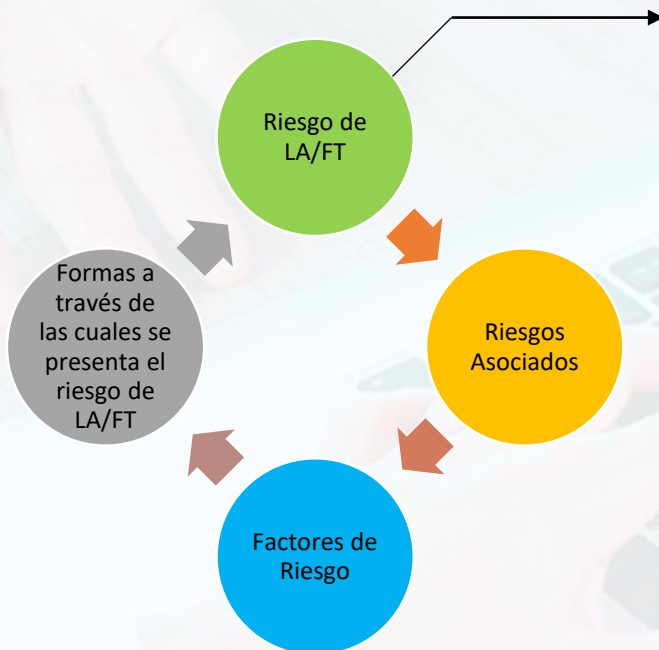 Riesgo de
LA/FT
Riesgos
Asociados
Factores de
Riesgo
Formas a
través de
las cuales se
presenta el
riesgo de
LA/FT